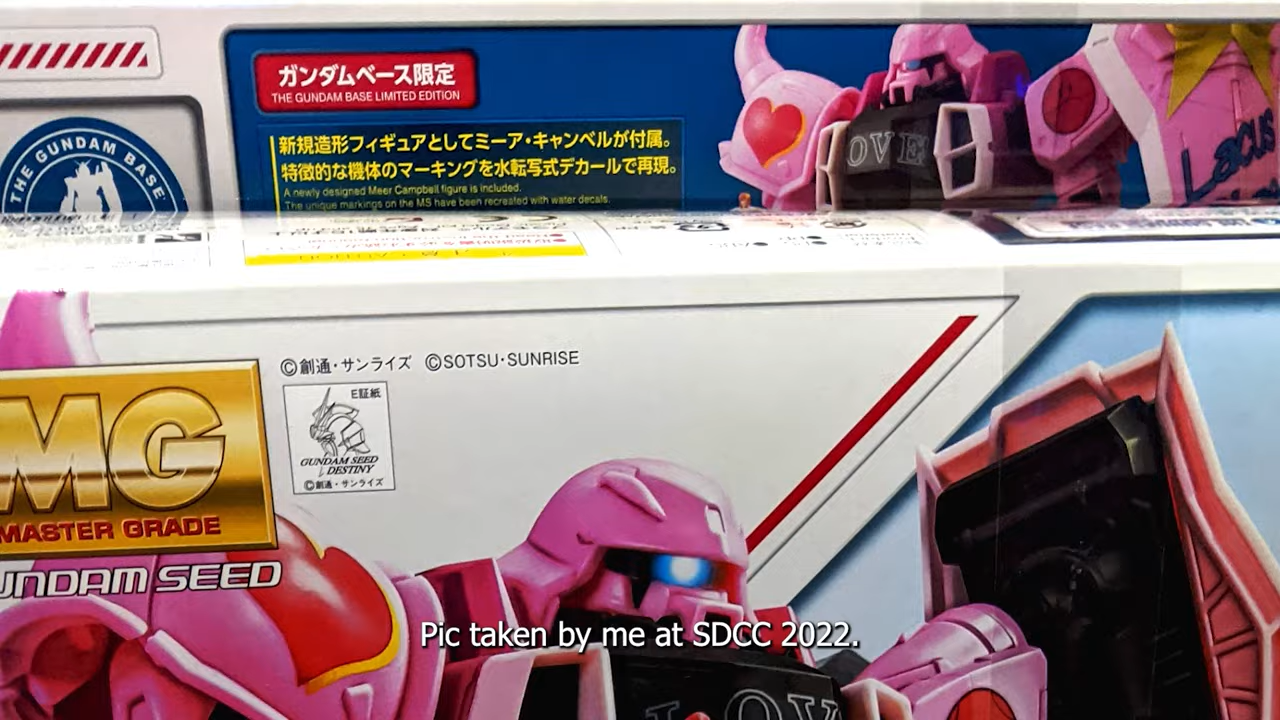 ガンダムベース限定
THE GUNDAM BASE LIMITED EDITION
THE GUNDAM BASE
新規造形フィギュアとしてミーア・キャンベルが付属。
特徴的な機体のマーキングを水転写式デカールで再現。
A newly designed Meer Campbell figure is included.
The unique markings on the MS have been recreated with water decals.
OVE
Lacus
©創通・サンライズ ©SOTSU・SUNRISE
E証紙
GUNDAM SEED
DESTINY
©創通・サンライズ
MG
MASTER GRADE
UNDAM SEED
Pic taken by me at SDCC 2022.
LOV